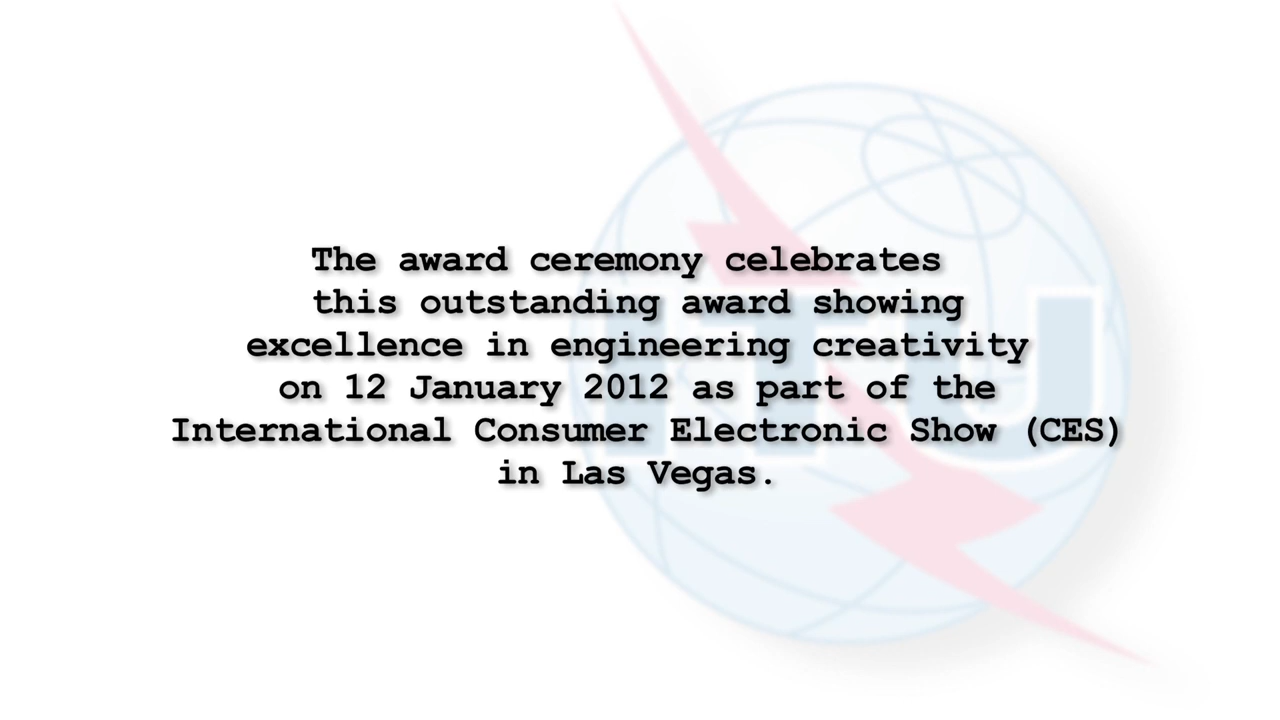 The award ceremony celebrates
this outstanding award showing
excellence in engineering creativity
on 12 January 2012 as part of the
International Consumer Electronic Show (CES)
in Las Vegas.
ITU